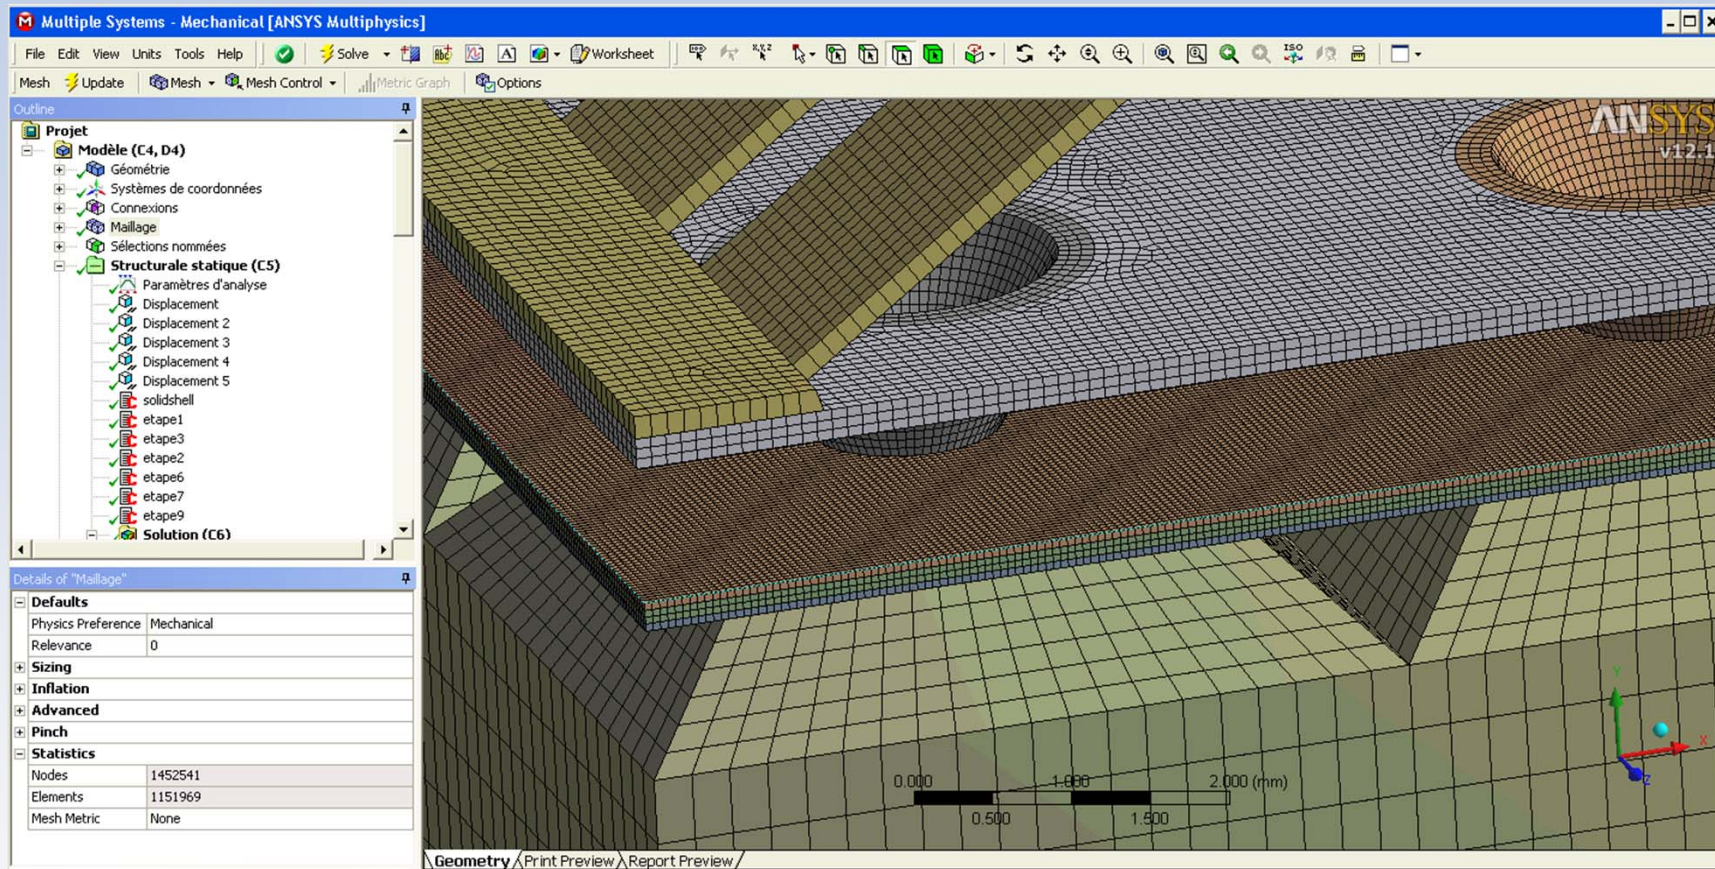 Multiple Systems - Mechanical [ANSYS Multiphysics]
File Edit View Units Tools Help Solve Worksheet
Mesh Update Mesh Mesh Control Metric Graph Options
Outline
Projet
Modèle (C4, D4)
Géométrie
Systèmes de coordonnées
Connexions
Maillage
Sélections nommées
Structurale statique (C5)
Paramètres d'analyse
Displacement
Displacement 2
Displacement 3
Displacement 4
Displacement 5
solidshell
etape1
etape3
etape2
etape6
etape7
etape9
Solution (C6)
Details of "Maillage"
Defaults
Physics Preference Mechanical
Relevance 0
Sizing
Inflation
Advanced
Pinch
Statistics
Nodes 1452541
Elements 1151969
Mesh Metric None
ANSYS
v12.1
Y
X
Z
0.000 1.000 2.000 (mm)
0.500 1.500
Geometry Print Preview Report Preview